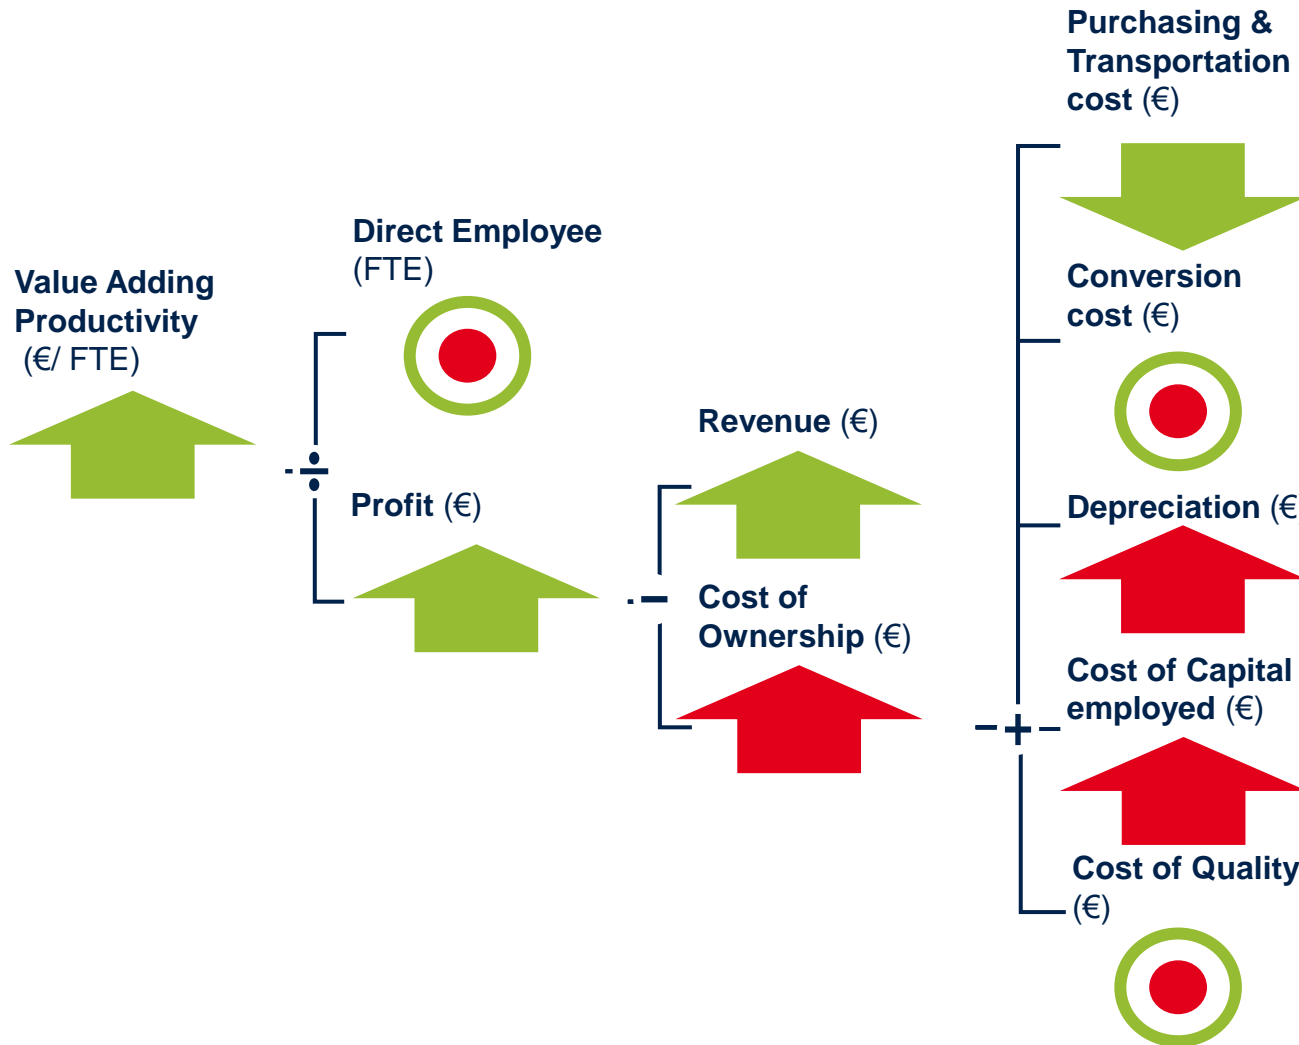 Value Adding
Productivity
(€/ FTE)
Direct Employee
(FTE)
Profit (€)
Revenue (€)
Cost of
Ownership (€)
Purchasing &
Transportation
cost (€)
Conversion
cost (€)
Depreciation (€
Cost of Capital
employed (€)
Cost of Quality
(€)